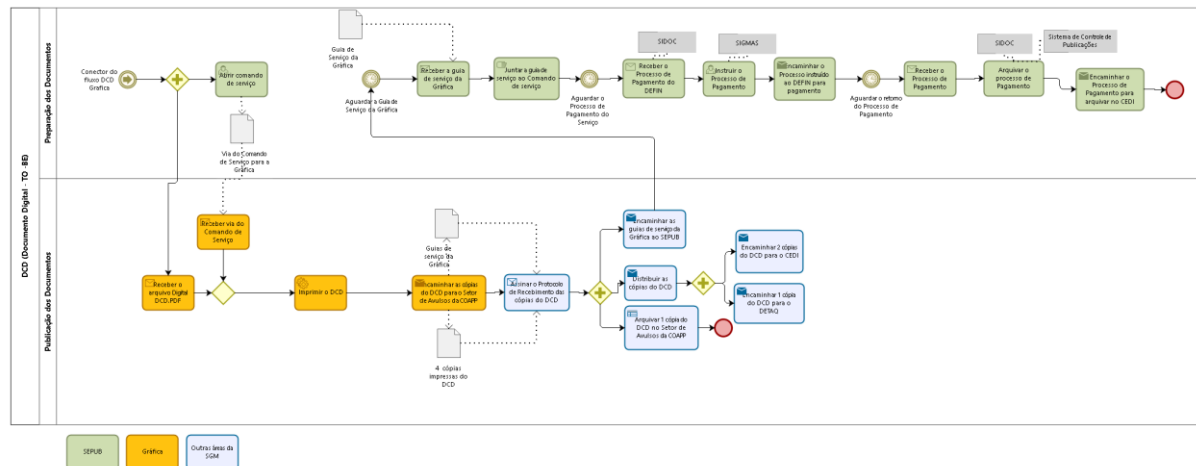 DCD (Documento Digital - TO -BE)
Preparação dos Documentos
Conector do
fluxo DCD
Grafica
Abrir comando
de serviço
Via do Comando
de Serviço para a
Gráfica
Guia de
Serviço da
Gráfica
Aguardar a Guia de
Serviço da Gráfica
Receber a guia
de serviço da
Gráfica
Juntar a guia de
serviço ao Comando
de serviço
Aguardar o
Processo de
Pagamento do
Serviço
SIDOC
Receber o
Processo de
Pagamento do
DEFIN
SIGMAS
Instruir o
Processo de
Pagamento
Encaminhar o
Processo instruído
ao DEFIN para
pagamento
Aguardar o retorno
do Processo de
Pagamento
Receber o
Processo de
Pagamento
SIDOC
Sistema de Controle de
Publicações
Arquivar o
processo de
Pagamento
Encaminhar o
Processo de
Pagamento para
arquivar no CEDI
Publicação dos Documentos
Receber via do
Comando de
Serviço
Receber o
arquivo Digital
DCD.PDF
Imprimir o DCD
Guias de
serviço da Gráfica
Encaminhar as cópias
do DCD para o Setor
de Avulsos da COAPP
4 cópias
impressas do
DCD
Assinar o Protocolo
de Recebimento das
cópias do DCD
Encaminhar as
guias de serviço da
Gráfica ao SEPUB
Distribuir as
cópias do DCD
Arquivar 1 cópia do
DCD no Setor de
Avulsos da COAPP
Encaminhar 2 cópias
do DCD para o CEDI
Encaminhar 1 cópia
do DCD para o
DETAQ
SEPUB
Gráfica
Outras áreas da
SGM